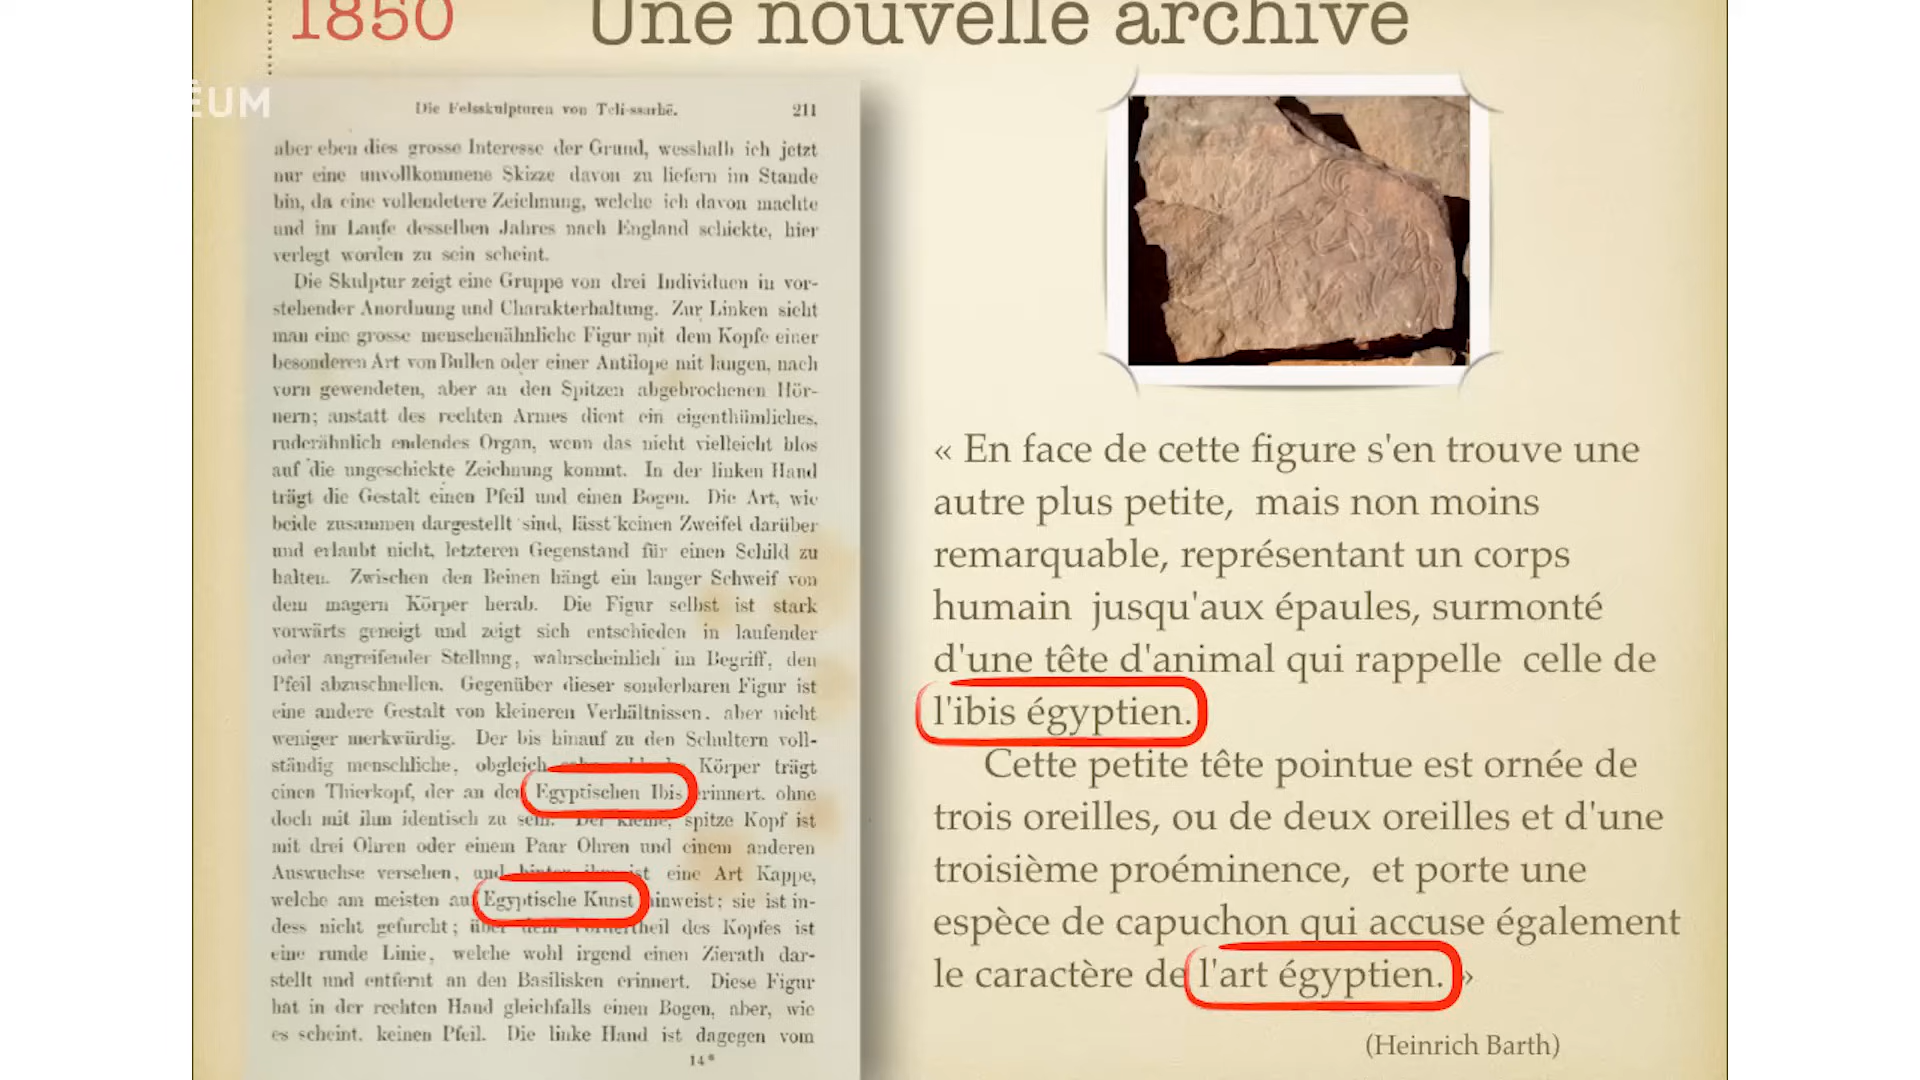 1850
Une nouvelle archive
ÊUM
Die Felsskulpturen von Teli-ssarhē.
211
aber eben dies grosse Interesse der Grund, wesshalb ich jetzt
nur eine unvollkommene Skizze davon zu liefern im Stande
bin, da eine vollendetere Zeichnung, welche ich davon machte
und im Laufe desselben Jahres nach England schickte, hier
verlegt worden zu sein scheint.
Die Skulptur zeigt eine Gruppe von drei Individuen in vor-
stehender Anordnung und Charakterhaltung. Zur Linken sieht
man eine grosse menschenähnliche Figur mit dem Kopfe einer
besonderen Art von Bullen oder einer Antilope mit langen, nach
vorn gewendeten, aber an den Spitzen abgebrochenen Hör-
nern; anstatt des rechten Armes dient ein eigenthümliches,
ruderähnlich endendes Organ, wenn das nicht vielleicht blos
auf die ungeschickte Zeichnung kommt. In der linken Hand
trägt die Gestalt einen Pfeil und einen Bogen. Die Art, wie
beide zusammen dargestellt sind, lässt keinen Zweifel darüber
und erlaubt nicht, letzteren Gegenstand für einen Schild zu
halten. Zwischen den Beinen hängt ein langer Schweif von
dem magern Körper herab. Die Figur selbst ist stark
vorwärts geneigt und zeigt sich entschieden in laufender
oder angreifender Stellung, wahrscheinlich im Begriff, den
Pfeil abzuschnellen. Gegenüber dieser sonderbaren Figur ist
eine andere Gestalt von kleineren Verhältnissen, aber nicht
weniger merkwürdig. Der bis hinauf zu den Schultern voll-
ständig menschliche, obgleich Körper trägt
einen Thierkopf, der an den Egyptischen Ibis erinnert, ohne
doch mit ihm identisch zu sein. Der kleine, spitze Kopf ist
mit drei Ohren oder einem Paar Ohren und einem anderen
Auswuchse versehen, und hinter ihm ist eine Art Kappe,
welche am meisten auf Egyptische Kunst hinweist; sie ist in-
dess nicht gefurcht; über dem Vordertheil des Kopfes ist
eine runde Linie, welche wohl irgend einen Zierath dar-
stellt und entfernt an den Basilisken erinnert. Diese Figur
hat in der rechten Hand gleichfalls einen Bogen, aber, wie
es scheint, keinen Pfeil. Die linke Hand ist dagegen vom
14*
« En face de cette figure s'en trouve une
autre plus petite, mais non moins
remarquable, représentant un corps
humain jusqu'aux épaules, surmonté
d'une tête d'animal qui rappelle celle de
l'ibis égyptien.
Cette petite tête pointue est ornée de
trois oreilles, ou de deux oreilles et d'une
troisième proéminence, et porte une
espèce de capuchon qui accuse également
le caractère de l'art égyptien. »
(Heinrich Barth)